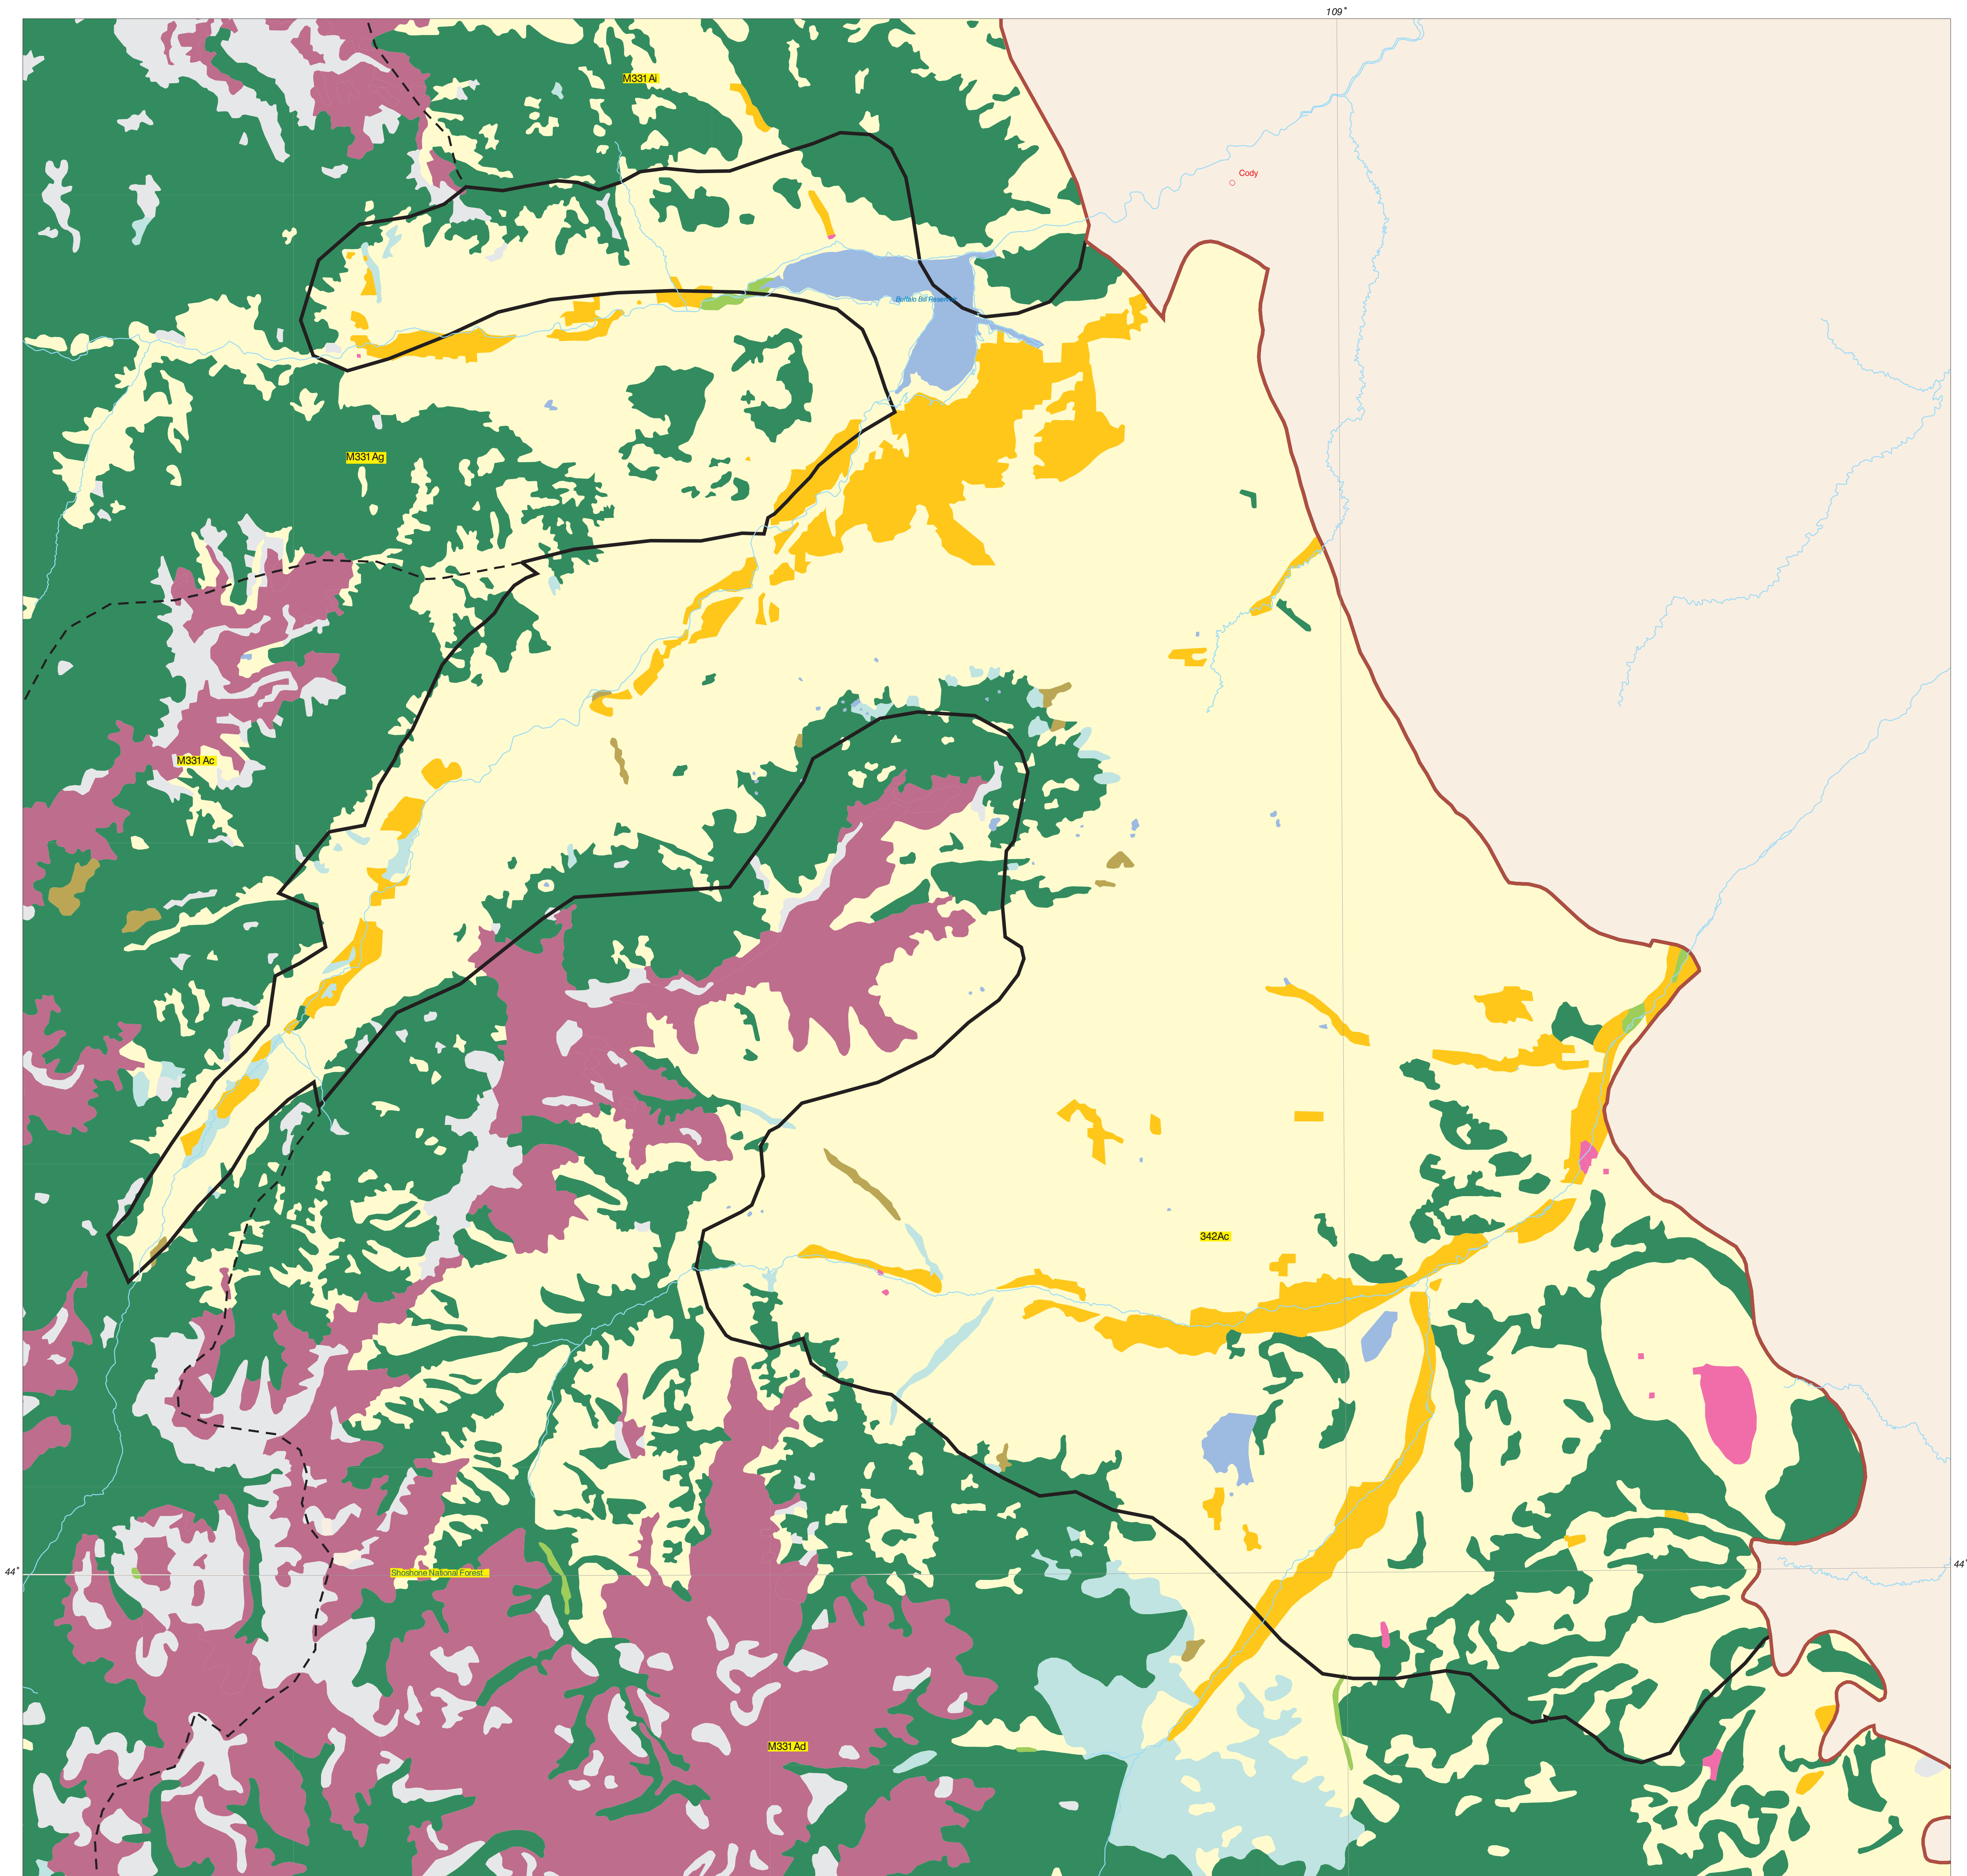 109°
M331Ai
Cody
Buffalo Bill Reservoir
M331Ag
M331Ac
342Ac
44°
44°
Shoshone National Forest
M331Ad